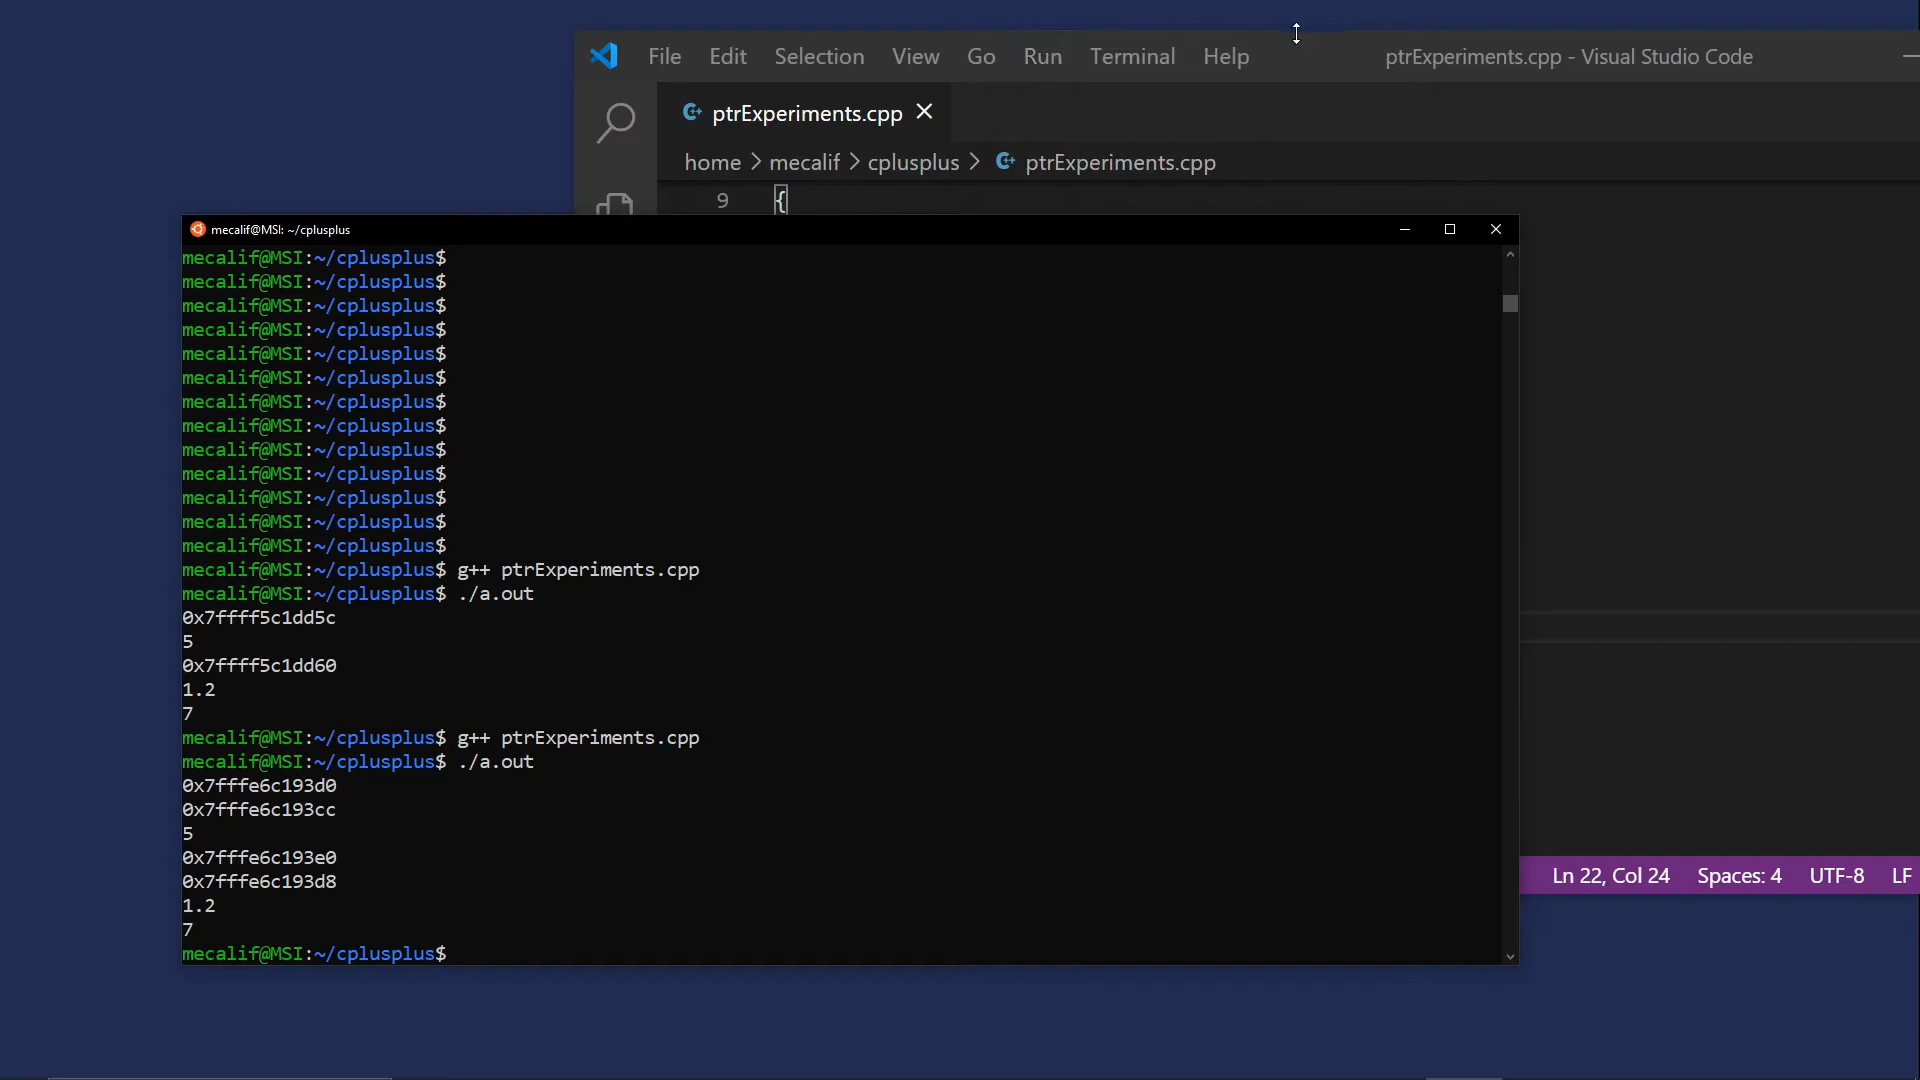 File Edit Selection View Go Run Terminal Help ptrExperiments.cpp - Visual Studio Code
ptrExperiments.cpp
home > mecalif > cplusplus > ptrExperiments.cpp
9 {
mecalif@MSI: ~/cplusplus
mecalif@MSI:~/cplusplus$
mecalif@MSI:~/cplusplus$
mecalif@MSI:~/cplusplus$
mecalif@MSI:~/cplusplus$
mecalif@MSI:~/cplusplus$
mecalif@MSI:~/cplusplus$
mecalif@MSI:~/cplusplus$
mecalif@MSI:~/cplusplus$
mecalif@MSI:~/cplusplus$
mecalif@MSI:~/cplusplus$
mecalif@MSI:~/cplusplus$
mecalif@MSI:~/cplusplus$
mecalif@MSI:~/cplusplus$
mecalif@MSI:~/cplusplus$ g++ ptrExperiments.cpp
mecalif@MSI:~/cplusplus$ ./a.out
0x7ffff5c1dd5c
5
0x7ffff5c1dd60
1.2
7
mecalif@MSI:~/cplusplus$ g++ ptrExperiments.cpp
mecalif@MSI:~/cplusplus$ ./a.out
0x7fffe6c193d0
0x7fffe6c193cc
5
0x7fffe6c193e0
0x7fffe6c193d8
1.2
7
mecalif@MSI:~/cplusplus$
Ln 22, Col 24 Spaces: 4 UTF-8 LF